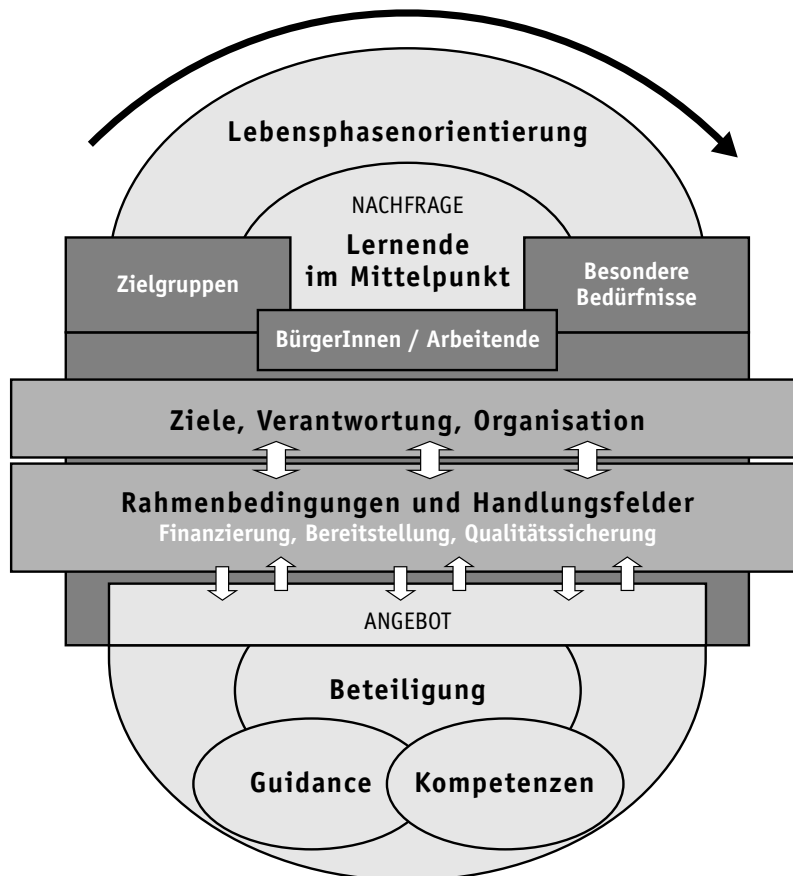 Lebensphasenorientierung
NACHFRAGE
Lernende
im Mittelpunkt
Zielgruppen
Besondere
Bedürfnisse
BürgerInnen / Arbeitende
Ziele, Verantwortung, Organisation
Rahmenbedingungen und Handlungsfelder
Finanzierung, Bereitstellung, Qualitätssicherung
ANGEBOT
Beteiligung
Guidance
Kompetenzen